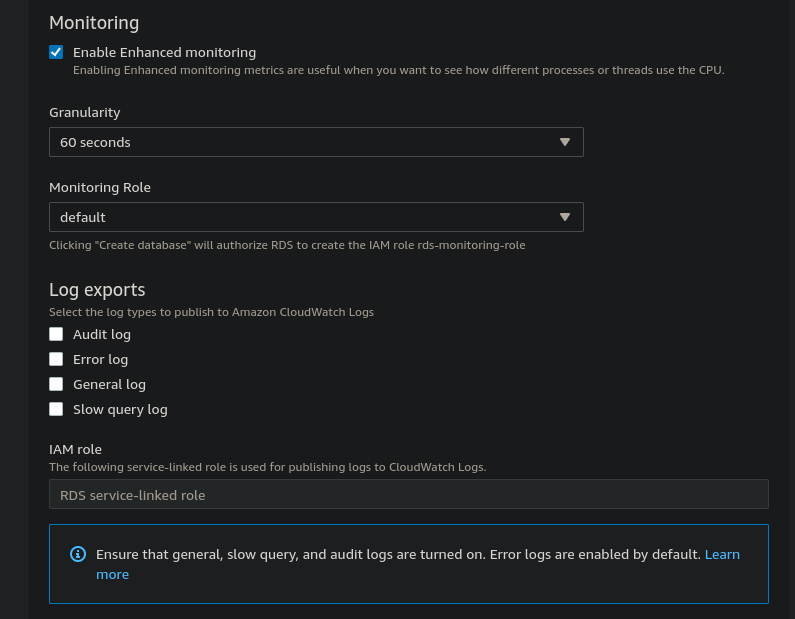 Monitoring
Enable Enhanced monitoring
Enabling Enhanced monitoring metrics are useful when you want to see how different processes or threads use the CPU.
Granularity
60 seconds
Monitoring Role
default
Clicking "Create database" will authorize RDS to create the IAM role rds-monitoring-role
Log exports
Select the log types to publish to Amazon CloudWatch Logs
Audit log
Error log
General log
Slow query log
IAM role
The following service-linked role is used for publishing logs to CloudWatch Logs.
RDS service-linked role
Ensure that general, slow query, and audit logs are turned on. Error logs are enabled by default. Learn
more